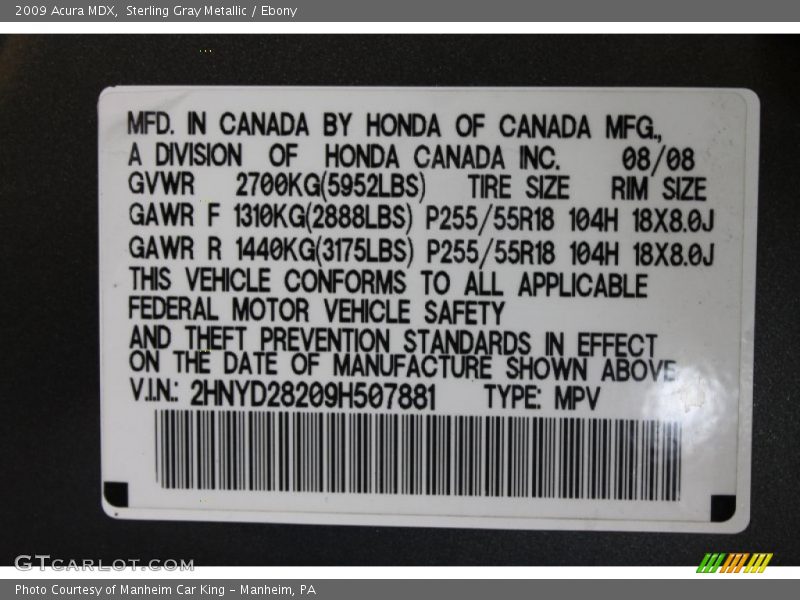 2009 Acura MDX,  Sterling Gray Metallic / Ebony
MFD. IN CANADA BY HONDA OF CANADA MFG.,
A DIVISION OF HONDA CANADA INC. 08/08
GVWR 2700KG(5952LBS) TIRE SIZE RIM SIZE
GAWR F 1310KG(2888LBS) P255/55R18 104H 18X8.0J
GAWR R 1440KG(3175LBS) P255/55R18 104H 18X8.0J
THIS VEHICLE CONFORMS TO ALL APPLICABLE
FEDERAL MOTOR VEHICLE SAFETY
AND THEFT PREVENTION STANDARDS IN EFFECT
ON THE DATE OF MANUFACTURE SHOWN ABOVE
V.I.N.: 2HNYD28209H507881 TYPE: MPV
GTCARLOT.COM
Photo Courtesy of Manheim Car King - Manheim, PA